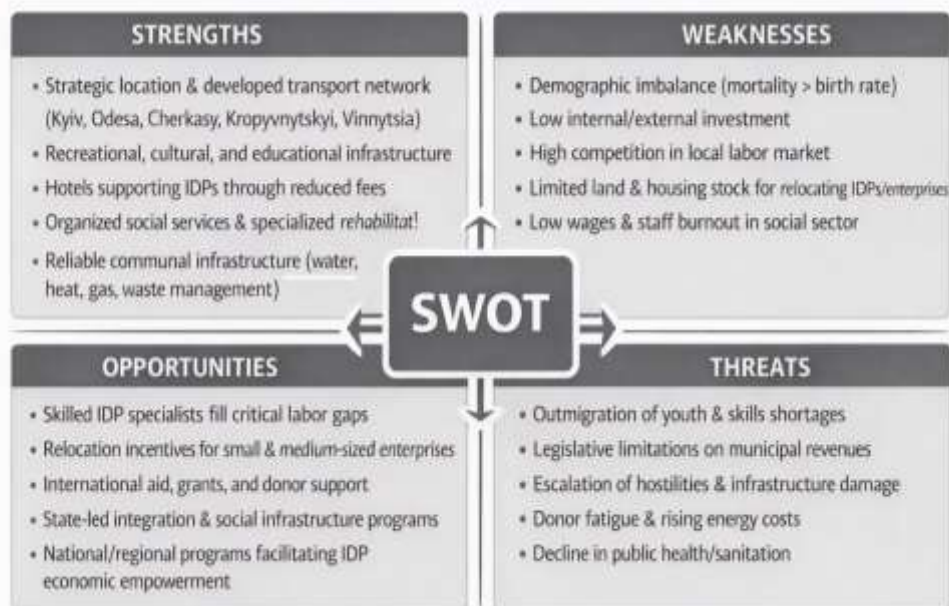 STRENGTHS
• Strategic location & developed transport network
(Kyiv, Odesa, Cherkasy, Kropyvnytskyi, Vinnytsia)
• Recreational, cultural, and educational infrastructure
• Hotels supporting IDPs through reduced fees
• Organized social services & specialized rehabilitat!
• Reliable communal infrastructure (water,
heat, gas, waste management)
WEAKNESSES
• Demographic imbalance (mortality > birth rate)
• Low internal/external investment
• High competition in local labor market
• Limited land & housing stock for relocating IDPs/enterprises
• Low wages & staff burnout in social sector
SWOT
OPPORTUNITIES
• Skilled IDP specialists fill critical labor gaps
• Relocation incentives for small & medium-sized enterprises
• International aid, grants, and donor support
• State-led integration & social infrastructure programs
• National/regional programs facilitating IDP
economic empowerment
THREATS
• Outmigration of youth & skills shortages
• Legislative limitations on municipal revenues
• Escalation of hostilities & infrastructure damage
• Donor fatigue & rising energy costs
• Decline in public health/sanitation